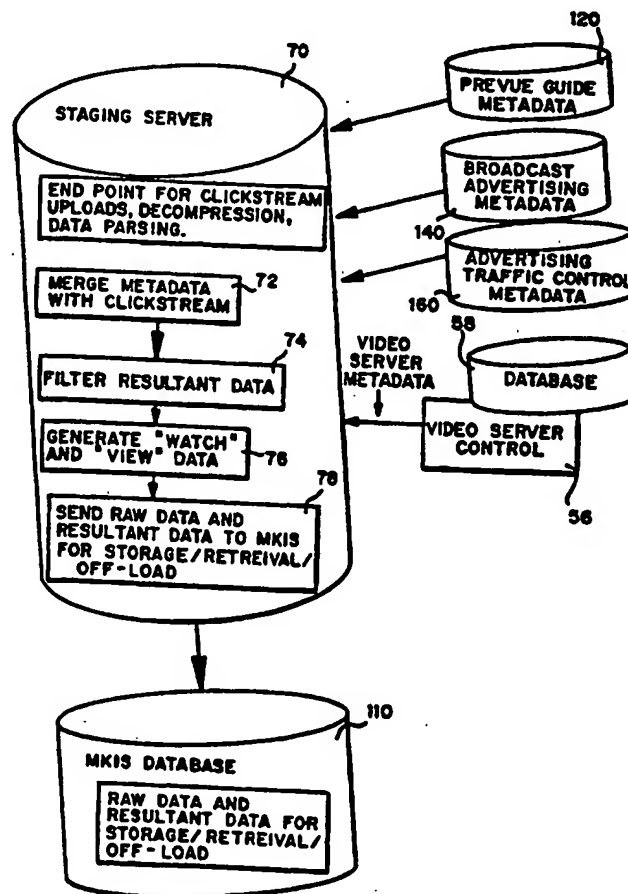 70
STAGING SERVER
END POINT FOR CLICKSTREAM
UPLOADS, DECOMPRESSION,
DATA PARSING.
MERGE METADATA
WITH CLICKSTREAM
72
FILTER RESULTANT DATA
74
GENERATE "WATCH"
AND "VIEW" DATA
76
78
SEND RAW DATA AND
RESULTANT DATA TO MKIS
FOR STORAGE/RETREIVAL/
OFF-LOAD
120
PREVUE GUIDE
METADATA
BROADCAST
ADVERTISING
METADATA
140
ADVERTISING
TRAFFIC CONTROL
METADATA
160
58
DATABASE
VIDEO
SERVER
METADATA
VIDEO SERVER
CONTROL
56
110
MKIS DATABASE
RAW DATA AND
RESULTANT DATA FOR
STORAGE/RETREIVAL/
OFF-LOAD